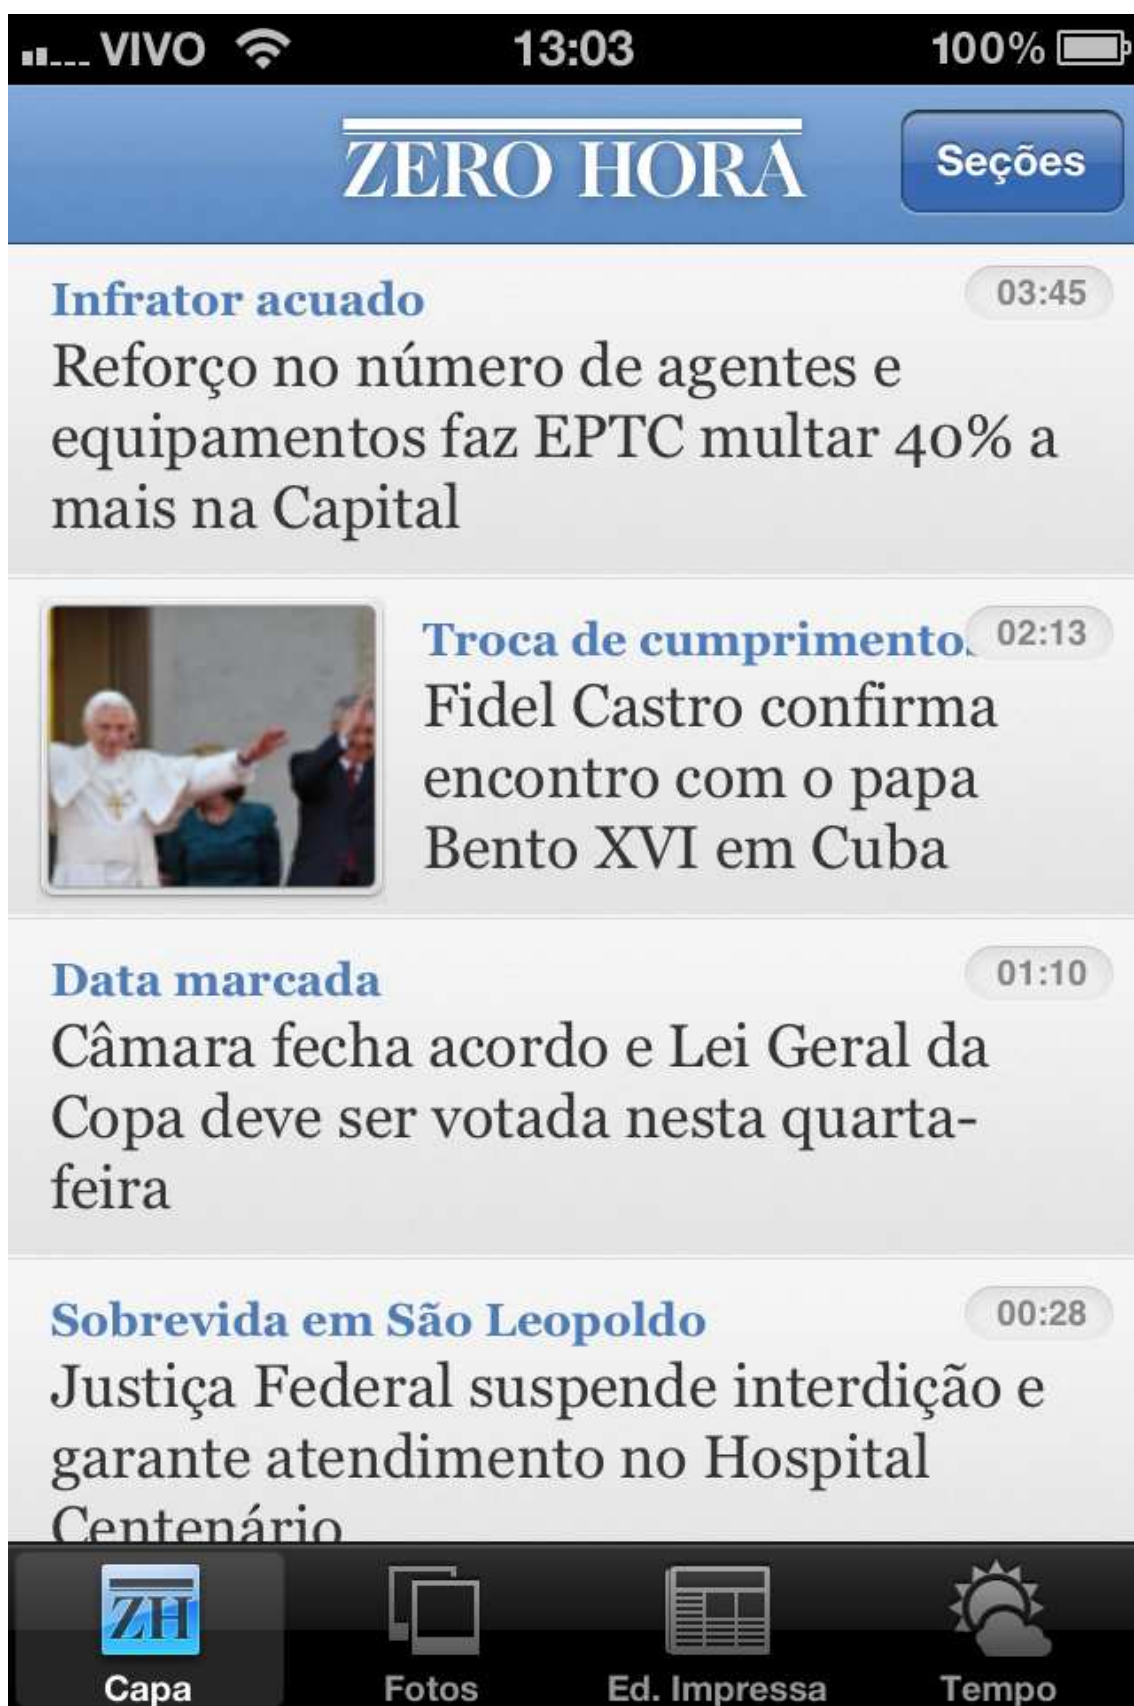 VIVO 13:03 100%
ZERO HORA Seções
Infrator acuado 03:45
Reforço no número de agentes e
equipamentos faz EPTC multar 40% a
mais na Capital
Troca de cumprimento. 02:13
Fidel Castro confirma
encontro com o papa
Bento XVI em Cuba
Data marcada 01:10
Câmara fecha acordo e Lei Geral da
Copa deve ser votada nesta quarta-
feira
Sobrevida em São Leopoldo 00:28
Justiça Federal suspende interdição e
garante atendimento no Hospital
Centenário
ZH
Capa Fotos Ed. Impressa Tempo